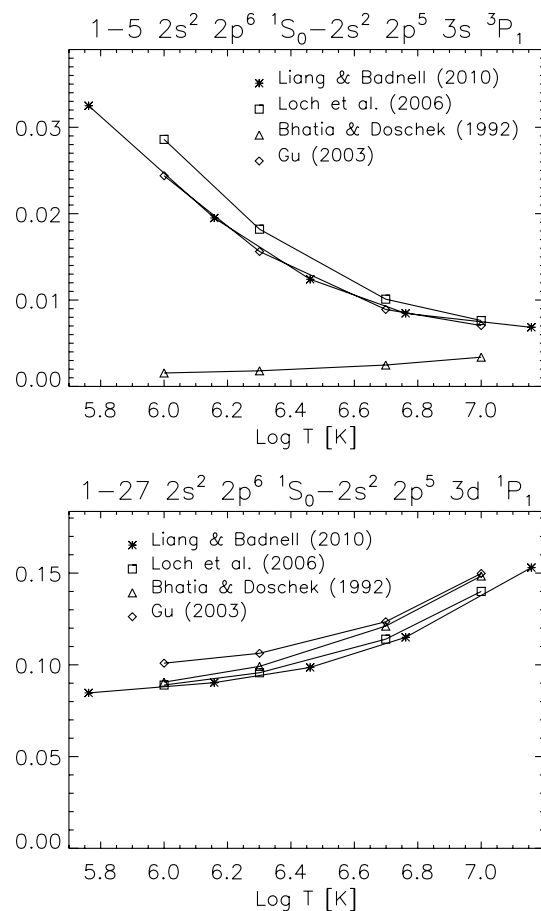 1−5 2s² 2p⁶ ¹S₀−2s² 2p⁵ 3s ³P₁
Liang & Badnell (2010)
Loch et al. (2006)
Bhatia & Doschek (1992)
Gu (2003)
0.03
0.02
0.01
0.00
5.8 6.0 6.2 6.4 6.6 6.8 7.0
Log T [K]
1−27 2s² 2p⁶ ¹S₀−2s² 2p⁵ 3d ¹P₁
Liang & Badnell (2010)
Loch et al. (2006)
Bhatia & Doschek (1992)
Gu (2003)
0.15
0.10
0.05
0.00
5.8 6.0 6.2 6.4 6.6 6.8 7.0
Log T [K]